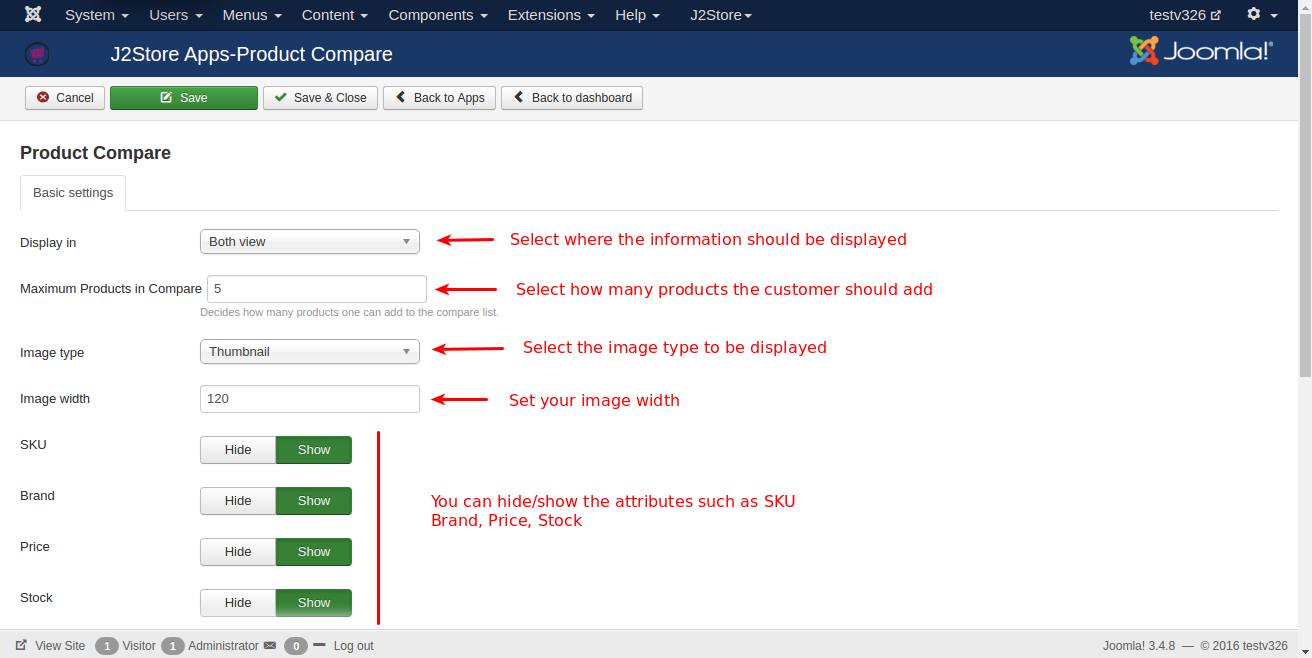 System Users Menus Content Components Extensions Help J2Store testv326
J2Store Apps-Product Compare Joomla!®
Cancel Save Save & Close Back to Apps Back to dashboard
Product Compare
Basic settings
Display in Both view Select where the information should be displayed
Maximum Products in Compare 5 Select how many products the customer should add
Decides how many products one can add to the compare list.
Image type Thumbnail Select the image type to be displayed
Image width 120 Set your image width
SKU Hide Show
Brand Hide Show You can hide/show the attributes such as SKU
Brand, Price, Stock
Price Hide Show
Stock Hide Show
View Site 1 Visitor 1 Administrator 0 Log out Joomla! 3.4.8 — © 2016 testv326